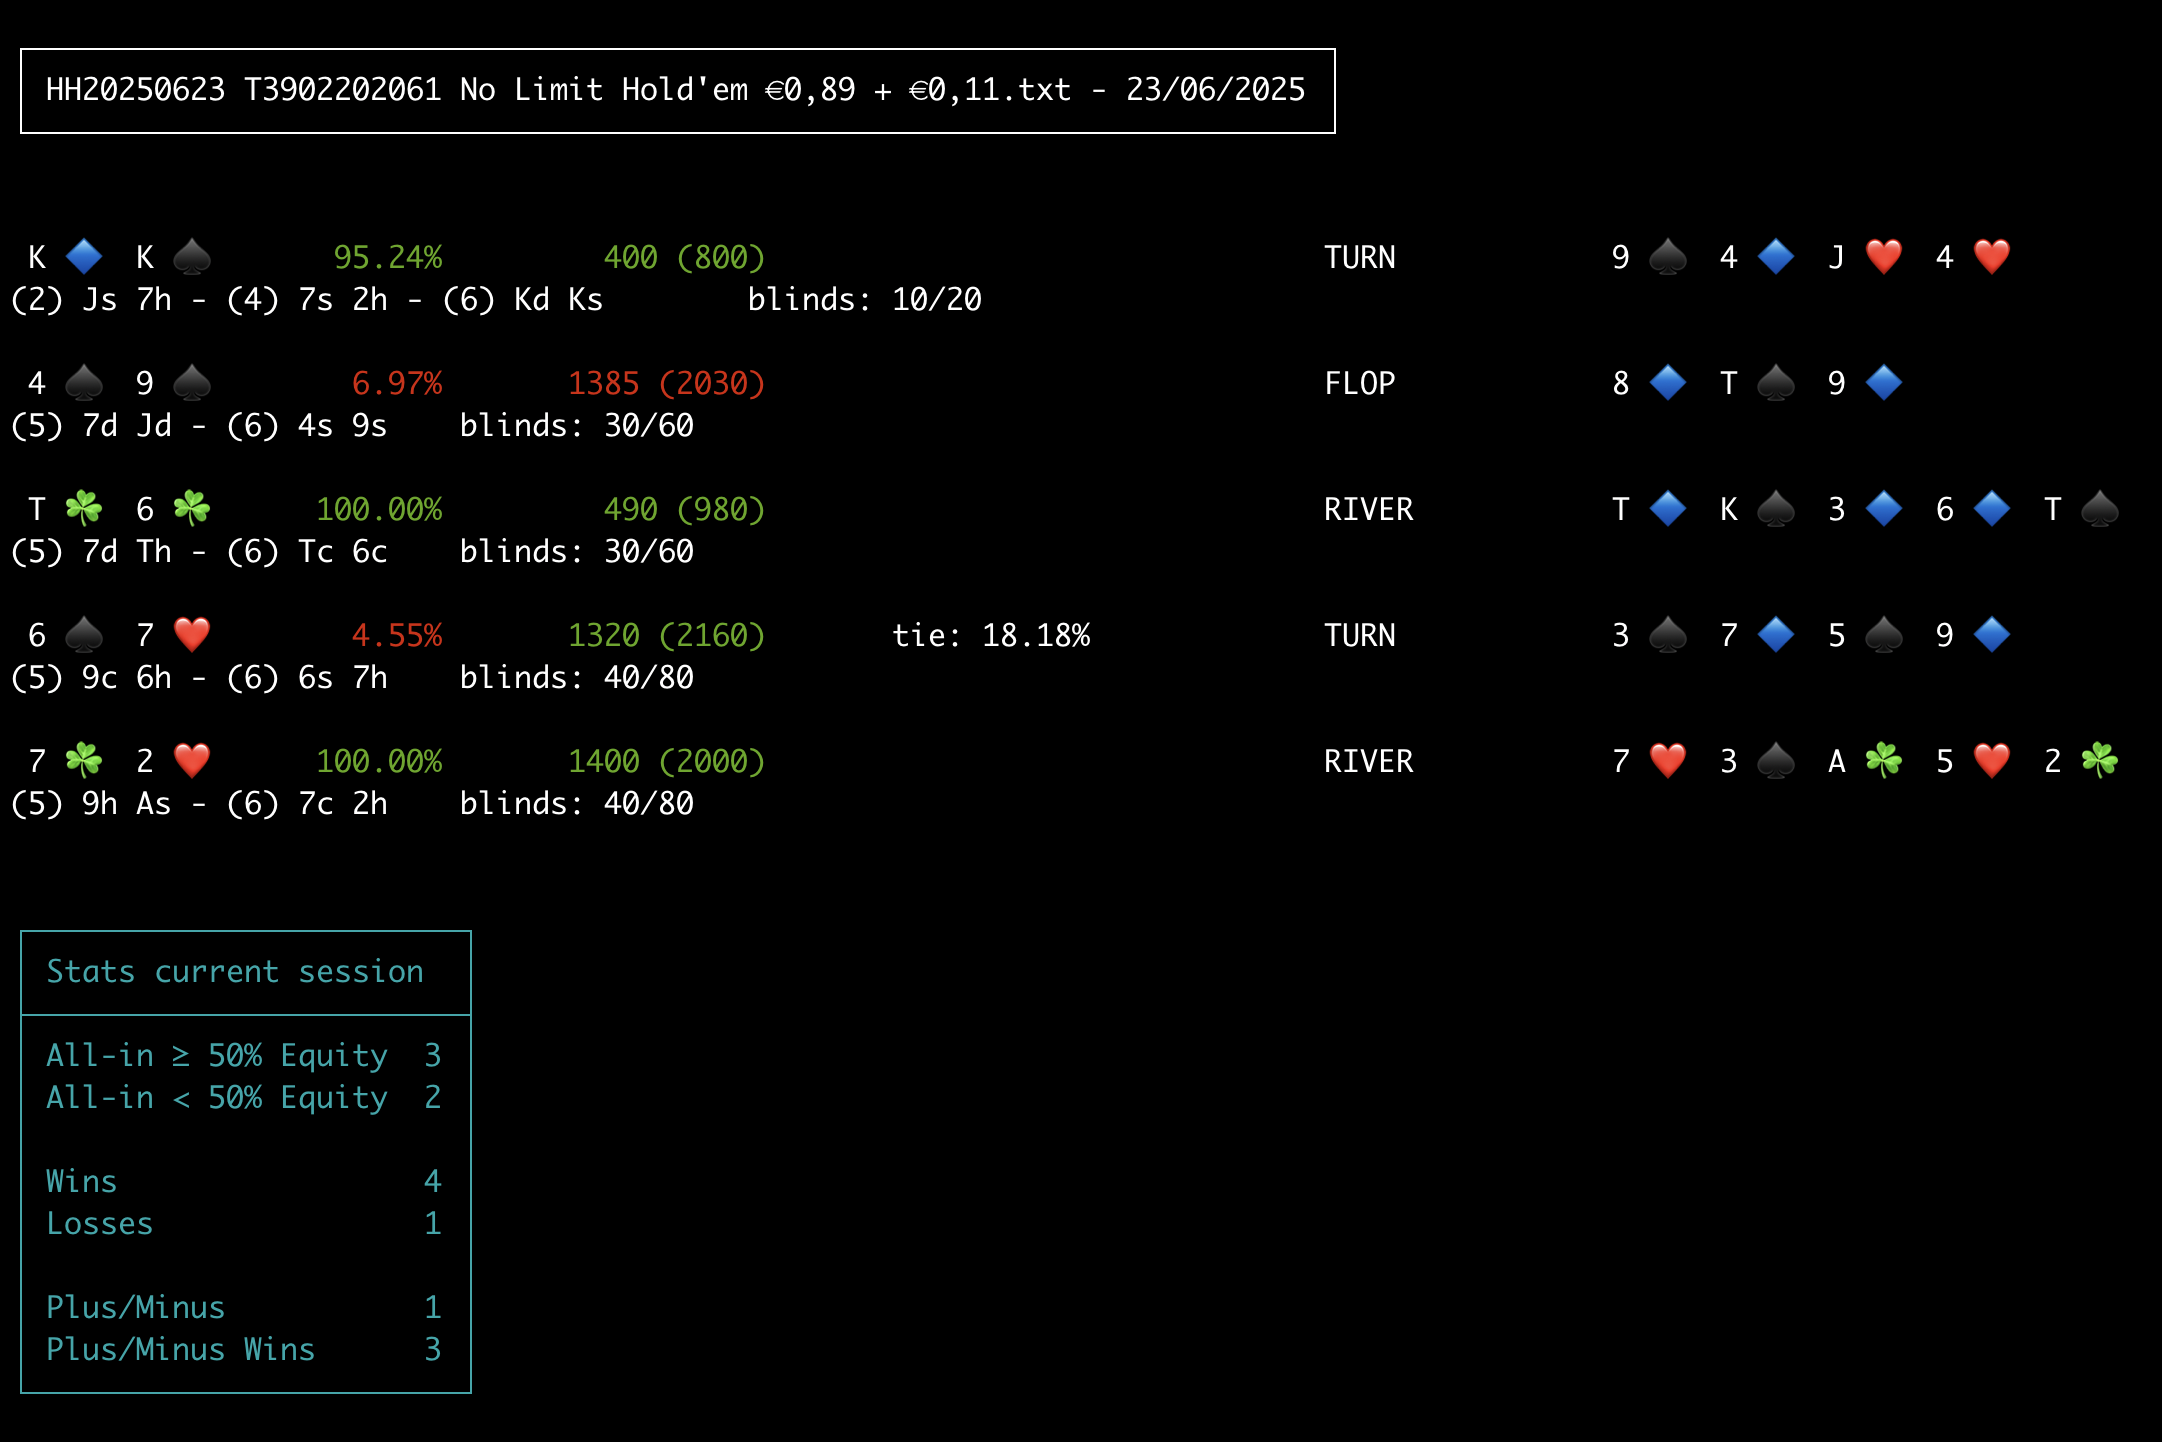 HH20250623 T3902202061 No Limit Hold'em €0,89 + €0,11.txt - 23/06/2025
K 🔷 K ♠️ 95.24% 400 (800) TURN 9 ♠️ 4 🔷 J ❤️ 4 ❤️
(2) Js 7h - (4) 7s 2h - (6) Kd Ks blinds: 10/20
4 ♠️ 9 ♠️ 6.97% 1385 (2030) FLOP 8 🔷 T ♠️ 9 🔷
(5) 7d Jd - (6) 4s 9s blinds: 30/60
T ☘️ 6 ☘️ 100.00% 490 (980) RIVER T 🔷 K ♠️ 3 🔷 6 🔷 T ♠️
(5) 7d Th - (6) Tc 6c blinds: 30/60
6 ♠️ 7 ❤️ 4.55% 1320 (2160) tie: 18.18% TURN 3 ♠️ 7 🔷 5 ♠️ 9 🔷
(5) 9c 6h - (6) 6s 7h blinds: 40/80
7 ☘️ 2 ❤️ 100.00% 1400 (2000) RIVER 7 ❤️ 3 ♠️ A ☘️ 5 ❤️ 2 ☘️
(5) 9h As - (6) 7c 2h blinds: 40/80
Stats current session
All-in ≥ 50% Equity 3
All-in < 50% Equity 2
Wins 4
Losses 1
Plus/Minus 1
Plus/Minus Wins 3